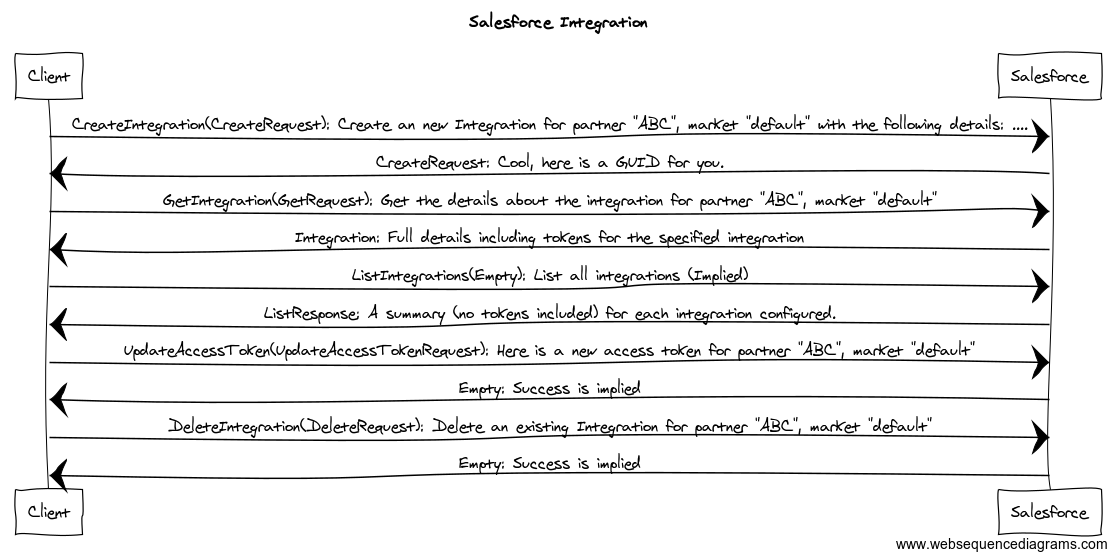 Salesforce Integration
Client
Salesforce
CreateIntegration(CreateRequest): Create an new Integration for partner "ABC", market "default" with the following details: ....
CreateRequest: Cool, here is a GUID for you.
GetIntegration(GetRequest): Get the details about the integration for partner "ABC", market "default"
Integration: Full details including tokens for the specified integration
ListIntegrations(Empty): List all integrations (Implied)
ListResponse: A summary (no tokens included) for each integration configured.
UpdateAccessToken(UpdateAccessTokenRequest): Here is a new access token for partner "ABC", market "default"
Empty: Success is implied
DeleteIntegration(DeleteRequest): Delete an existing Integration for partner "ABC", market "default"
Empty: Success is implied
Client
Salesforce
www.websequencediagrams.com